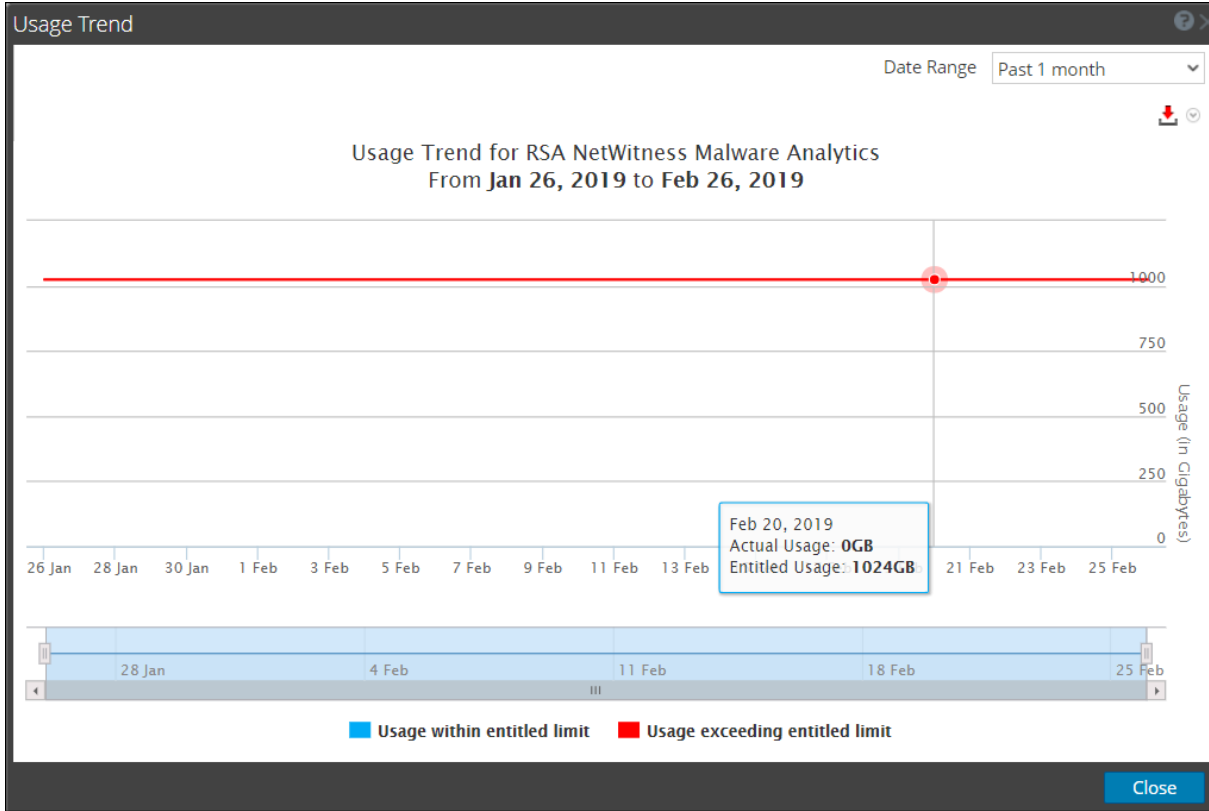 Usage Trend
Date Range Past 1 month
Usage Trend for RSA NetWitness Malware Analytics
From Jan 26, 2019 to Feb 26, 2019
1000
750
500
250
0
Usage (in Gigabytes)
Feb 20, 2019
Actual Usage: 0GB
Entitled Usage: 1024GB
26 Jan 28 Jan 30 Jan 1 Feb 3 Feb 5 Feb 7 Feb 9 Feb 11 Feb 13 Feb 21 Feb 23 Feb 25 Feb
28 Jan 4 Feb 11 Feb 18 Feb 25 Feb
Usage within entitled limit Usage exceeding entitled limit
Close